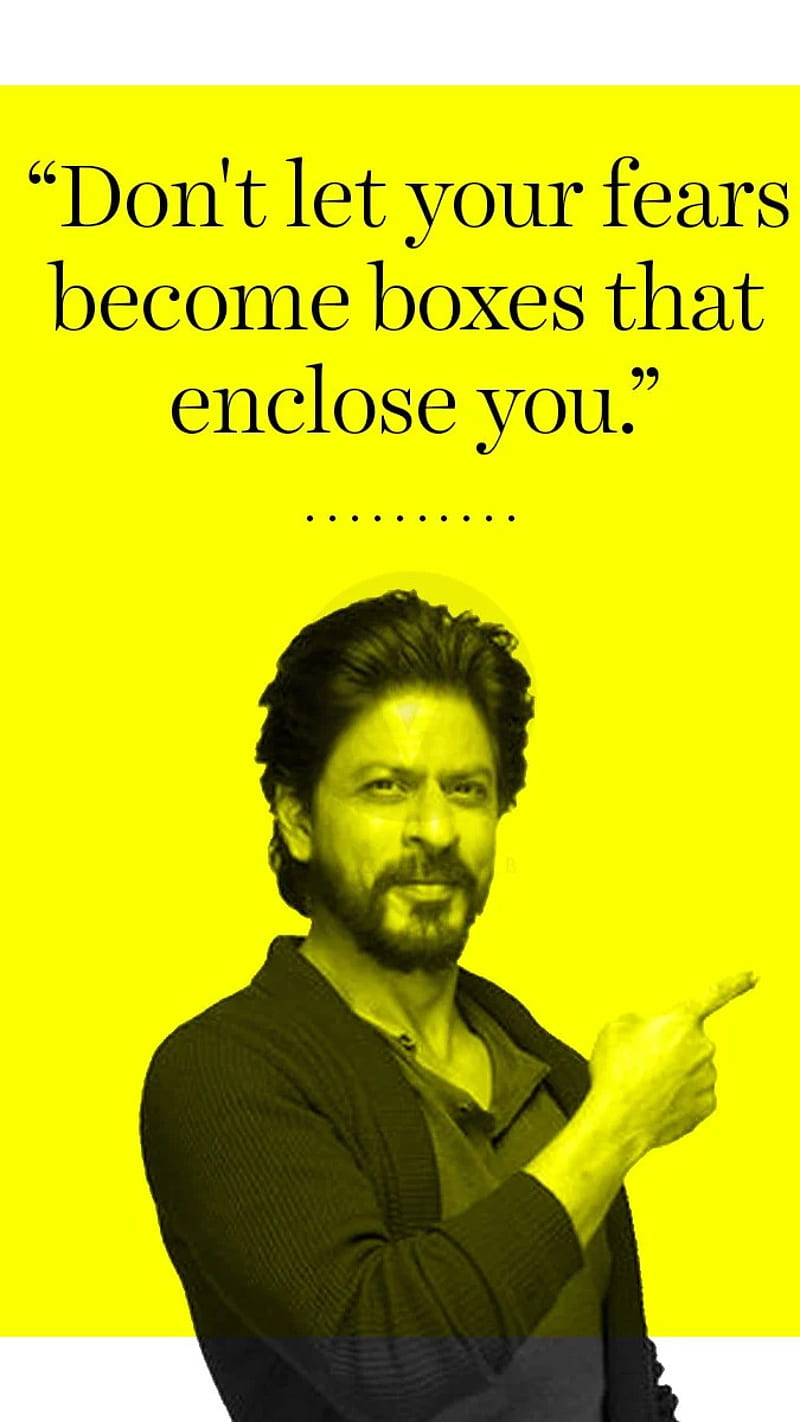 “Don't let your fears
become boxes that
enclose you.”
..........